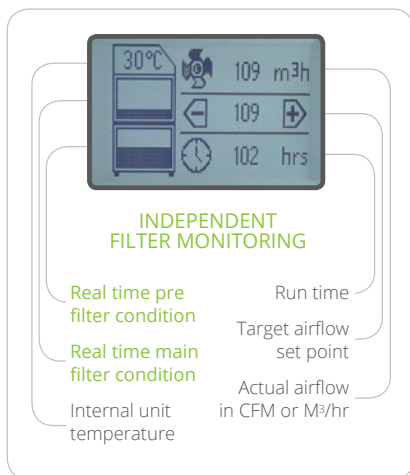 30°C
109 m3h
109
102 hrs
INDEPENDENT
FILTER MONITORING
Real time pre
filter condition
Real time main
filter condition
Internal unit
temperature
Run time
Target airflow
set point
Actual airflow
in CFM or M³/hr